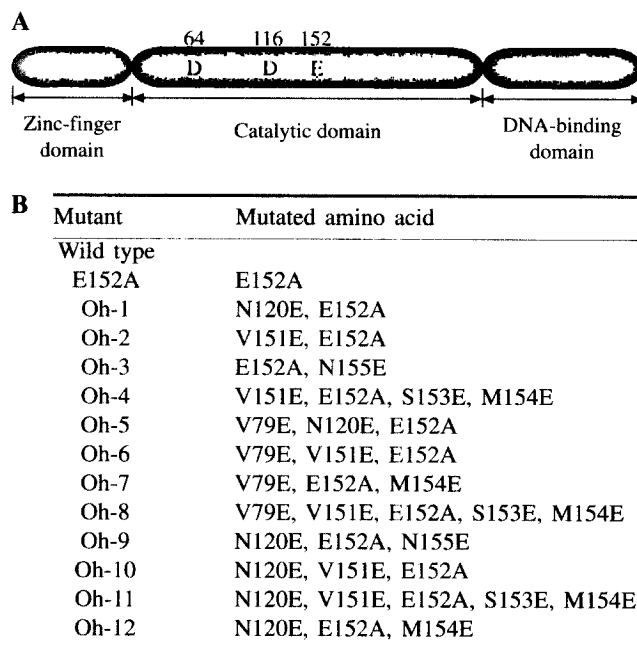 A
64 116 152
D D E
Zinc-finger domain Catalytic domain DNA-binding domain
B Mutant Mutated amino acid
Wild type
E152A E152A
Oh-1 N120E, E152A
Oh-2 V151E, E152A
Oh-3 E152A, N155E
Oh-4 V151E, E152A, S153E, M154E
Oh-5 V79E, N120E, E152A
Oh-6 V79E, V151E, E152A
Oh-7 V79E, E152A, M154E
Oh-8 V79E, V151E, E152A, S153E, M154E
Oh-9 N120E, E152A, N155E
Oh-10 N120E, V151E, E152A
Oh-11 N120E, V151E, E152A, S153E, M154E
Oh-12 N120E, E152A, M154E